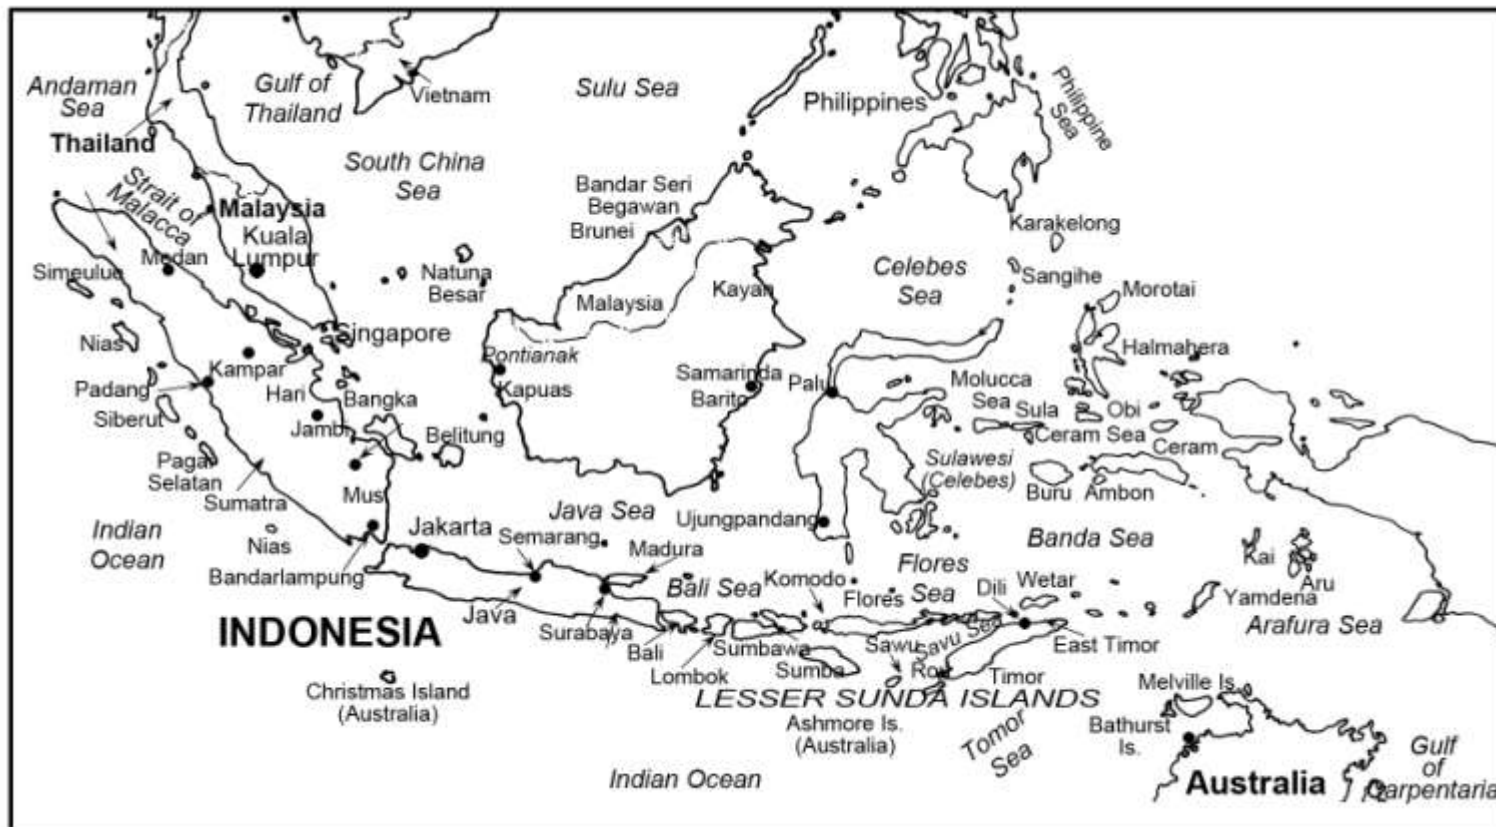 Andaman
Sea
Gulf of
Thailand
Vietnam
Sulu Sea
Philippines
Philippine
Sea
Thailand
South China
Sea
Strait of
Malacca
Malaysia
Kuala
Lumpur
Bandar Seri
Begawan
Brunei
Karakelong
Simeulue
Medan
Natuna
Besar
Malaysia
Kayan
Celebes
Sea
Sangihe
Morotai
Nias
Singapore
Pontianak
Halmahera
Padang
Kampar
Hari
Bangka
Kapuas
Samarinda
Barito
Palu
Molucca
Sea
Sula
Obi
Siberut
Jambi
Belitung
Ceram Sea
Ceram
Pagai
Selatan
Sumatra
Mus
Sulawesi
(Celebes)
Buru
Ambon
Indian
Ocean
Nias
Jakarta
Java Sea
Semarang
Ujungpandang
Banda Sea
Kai
Aru
Bandarlampung
Madura
Bali Sea
Komodo
Flores
Sea
Flores
Dili
Wetar
Yamdena
Arafura Sea
INDONESIA
Java
Surabaya
Bali
Lombok
Sumbawa
Sumba
Sawu
Savu Sea
Timor
East Timor
LESSER SUNDA ISLANDS
Christmas Island
(Australia)
Ashmore Is.
(Australia)
Tomor
Sea
Melville Is.
Bathurst
Is.
Australia
Gulf
of
Carpentaria
Indian Ocean